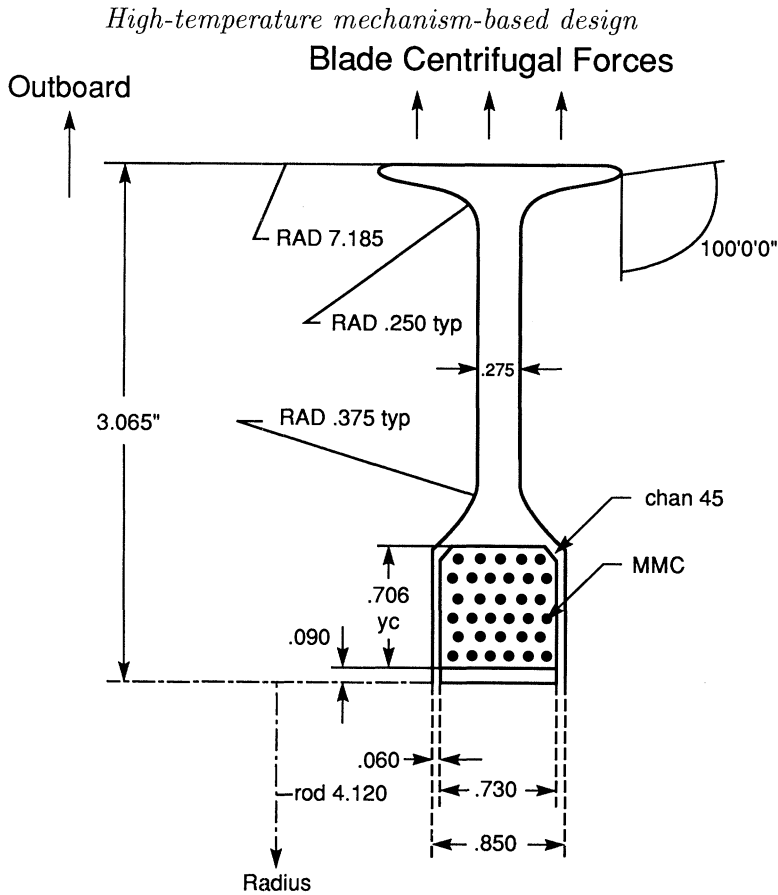 High-temperature mechanism-based design
Blade Centrifugal Forces
Outboard
RAD 7.185
100'0'0"
RAD .250 typ
.275
3.065"
RAD .375 typ
chan 45
MMC
.706
yc
.090
.060
rod 4.120
.730
.850
Radius